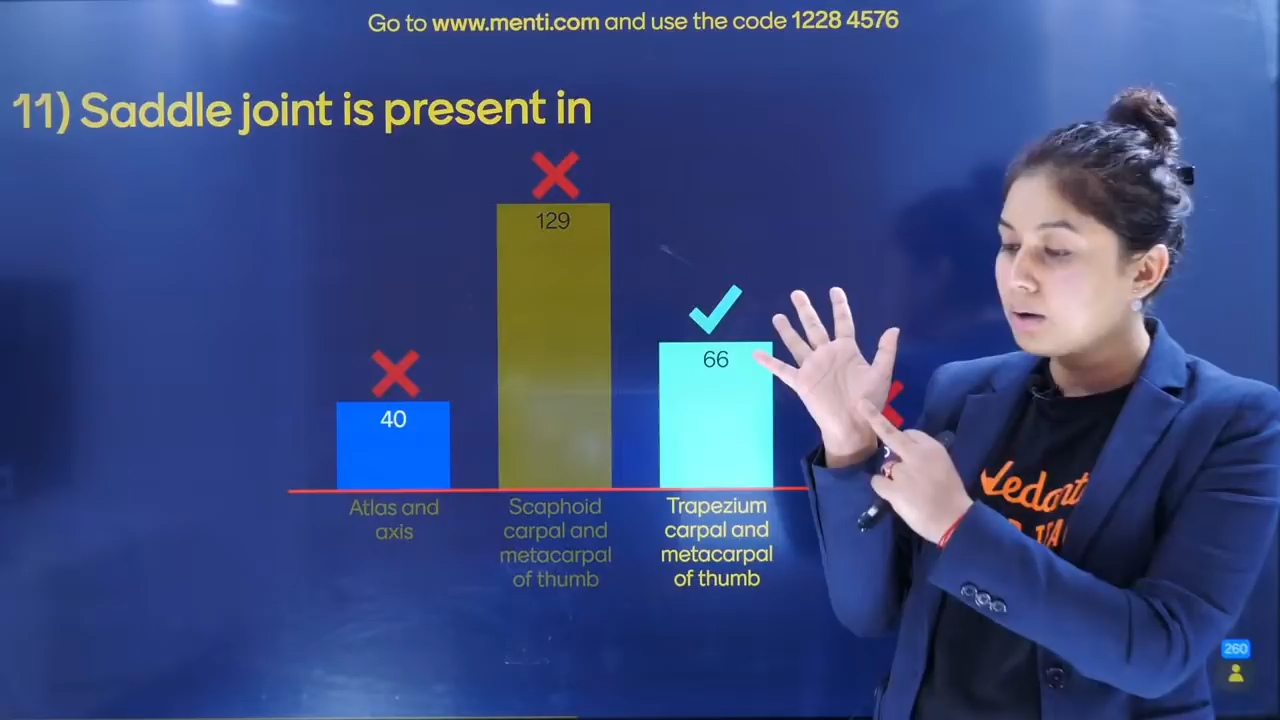 Go to www.menti.com and use the code 1228 4576
11) Saddle joint is present in
129
66
40
Atlas and
axis
Scaphoid
carpal and
metacarpal
of thumb
Trapezium
carpal and
metacarpal
of thumb
260